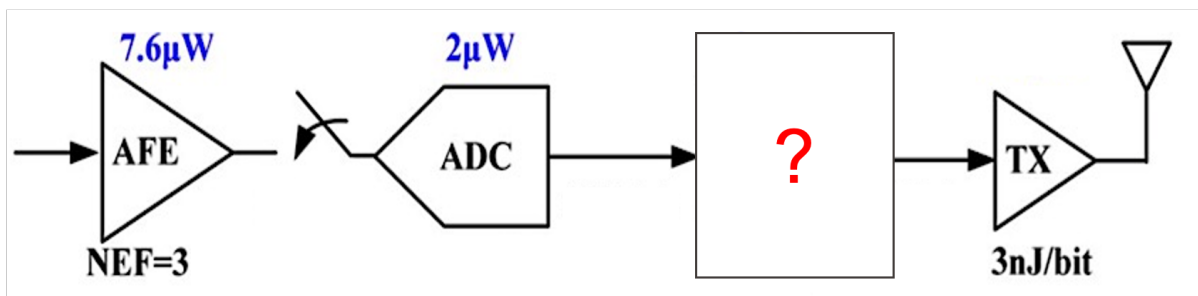 7.6μW
2μW
AFE
ADC
?
TX
NEF=3
3nJ/bit